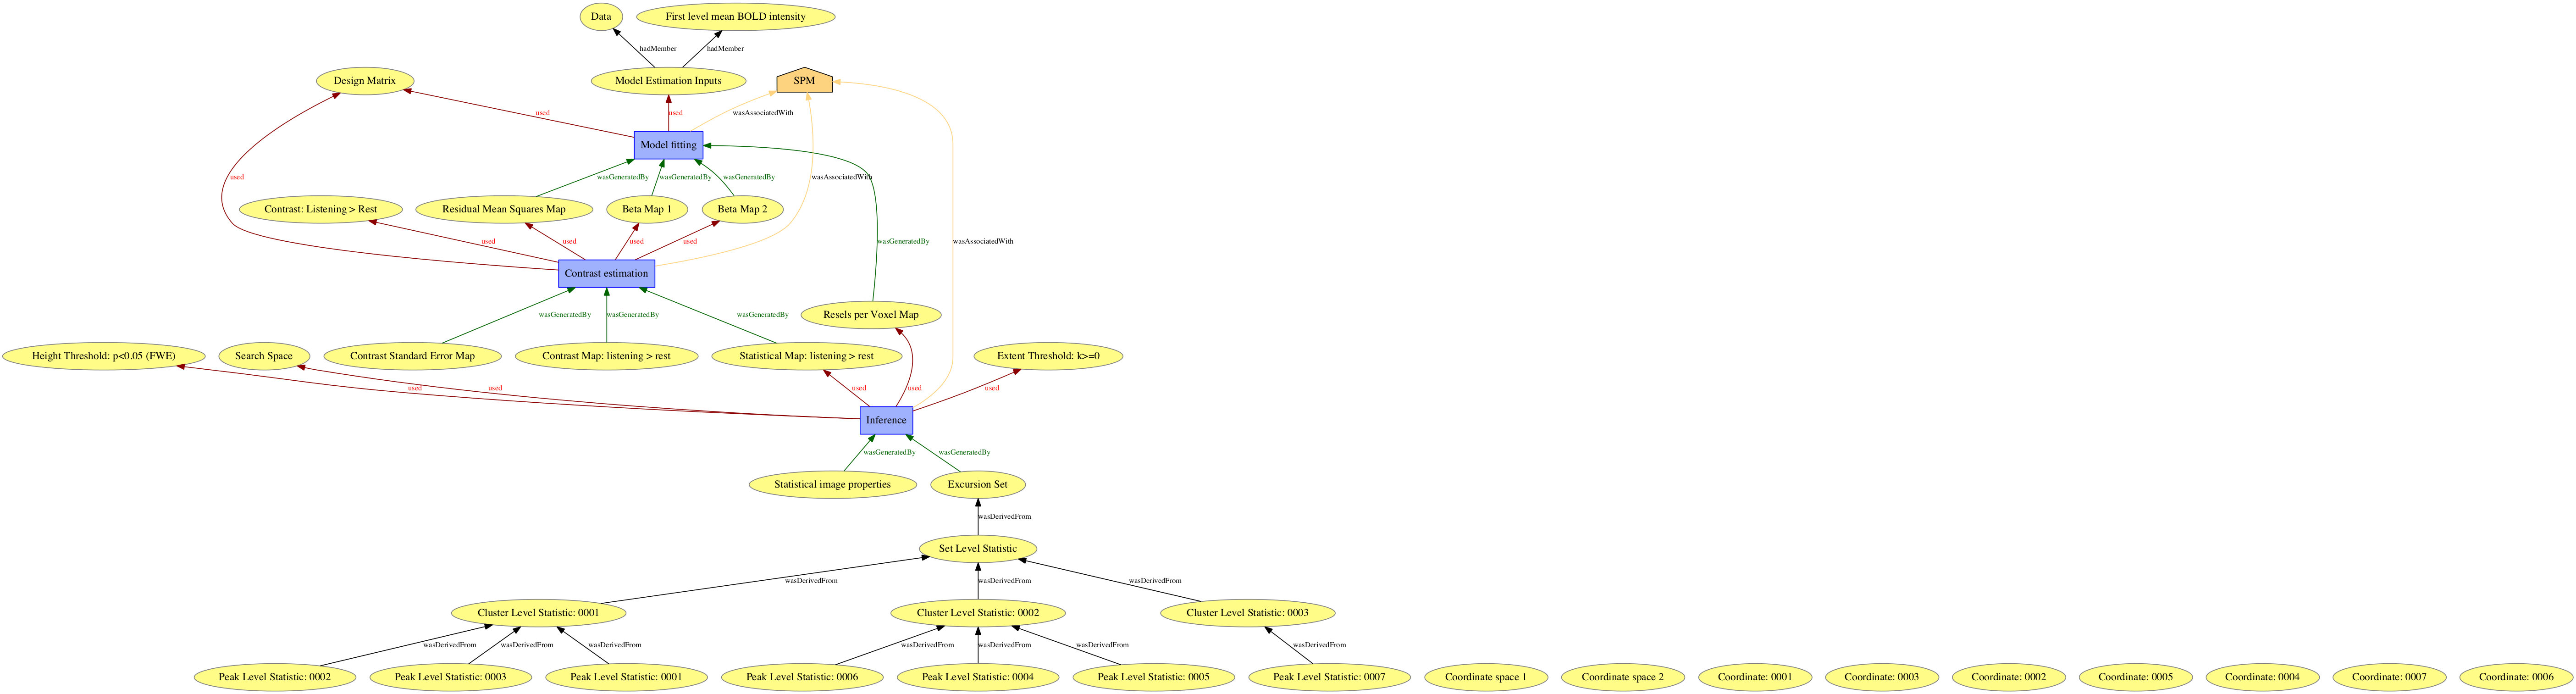 Data
First level mean BOLD intensity
hadMember
hadMember
Design Matrix
Model Estimation Inputs
SPM
used
used
wasAssociatedWith
Model fitting
used
wasGeneratedBy
wasGeneratedBy
wasGeneratedBy
wasAssociatedWith
Contrast: Listening > Rest
Residual Mean Squares Map
Beta Map 1
Beta Map 2
used
used
used
used
wasGeneratedBy
wasAssociatedWith
Contrast estimation
wasGeneratedBy
wasGeneratedBy
wasGeneratedBy
Resels per Voxel Map
Height Threshold: p<0.05 (FWE)
Search Space
Contrast Standard Error Map
Contrast Map: listening > rest
Statistical Map: listening > rest
Extent Threshold: k>=0
used
used
used
used
used
Inference
wasGeneratedBy
wasGeneratedBy
Statistical image properties
Excursion Set
wasDerivedFrom
Set Level Statistic
wasDerivedFrom
wasDerivedFrom
wasDerivedFrom
Cluster Level Statistic: 0001
Cluster Level Statistic: 0002
Cluster Level Statistic: 0003
wasDerivedFrom
wasDerivedFrom
wasDerivedFrom
wasDerivedFrom
wasDerivedFrom
wasDerivedFrom
wasDerivedFrom
Peak Level Statistic: 0002
Peak Level Statistic: 0003
Peak Level Statistic: 0001
Peak Level Statistic: 0006
Peak Level Statistic: 0004
Peak Level Statistic: 0005
Peak Level Statistic: 0007
Coordinate space 1
Coordinate space 2
Coordinate: 0001
Coordinate: 0003
Coordinate: 0002
Coordinate: 0005
Coordinate: 0004
Coordinate: 0007
Coordinate: 0006